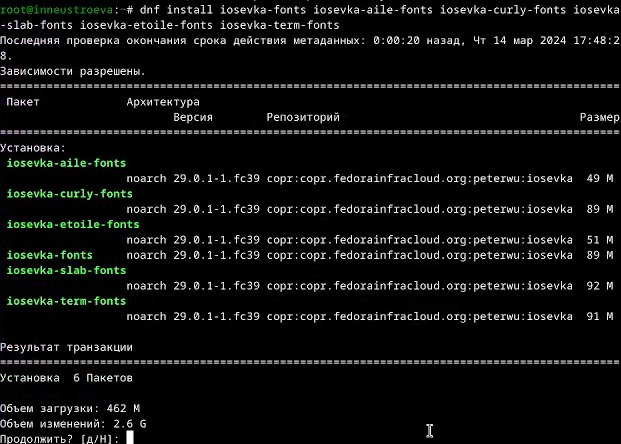 root@inneustroeva:~# dnf install iosevka-fonts iosevka-aile-fonts iosevka-curly-fonts iosevka
-slab-fonts iosevka-etoile-fonts iosevka-term-fonts
Последняя проверка окончания срока действия метаданных: 0:00:20 назад, Чт 14 мар 2024 17:48:2
8.
Зависимости разрешены.
================================================================================
Пакет Архитектура
Версия Репозиторий Размер
================================================================================
Установка:
iosevka-aile-fonts
noarch 29.0.1-1.fc39 copr:copr.fedorainfracloud.org:peterwu:iosevka 49 M
iosevka-curly-fonts
noarch 29.0.1-1.fc39 copr:copr.fedorainfracloud.org:peterwu:iosevka 89 M
iosevka-etoile-fonts
noarch 29.0.1-1.fc39 copr:copr.fedorainfracloud.org:peterwu:iosevka 51 M
iosevka-fonts noarch 29.0.1-1.fc39 copr:copr.fedorainfracloud.org:peterwu:iosevka 89 M
iosevka-slab-fonts
noarch 29.0.1-1.fc39 copr:copr.fedorainfracloud.org:peterwu:iosevka 92 M
iosevka-term-fonts
noarch 29.0.1-1.fc39 copr:copr.fedorainfracloud.org:peterwu:iosevka 91 M
Результат транзакции
================================================================================
Установка 6 Пакетов
Объем загрузки: 462 M
Объем изменений: 2.6 G
Продолжить? [д/Н]: